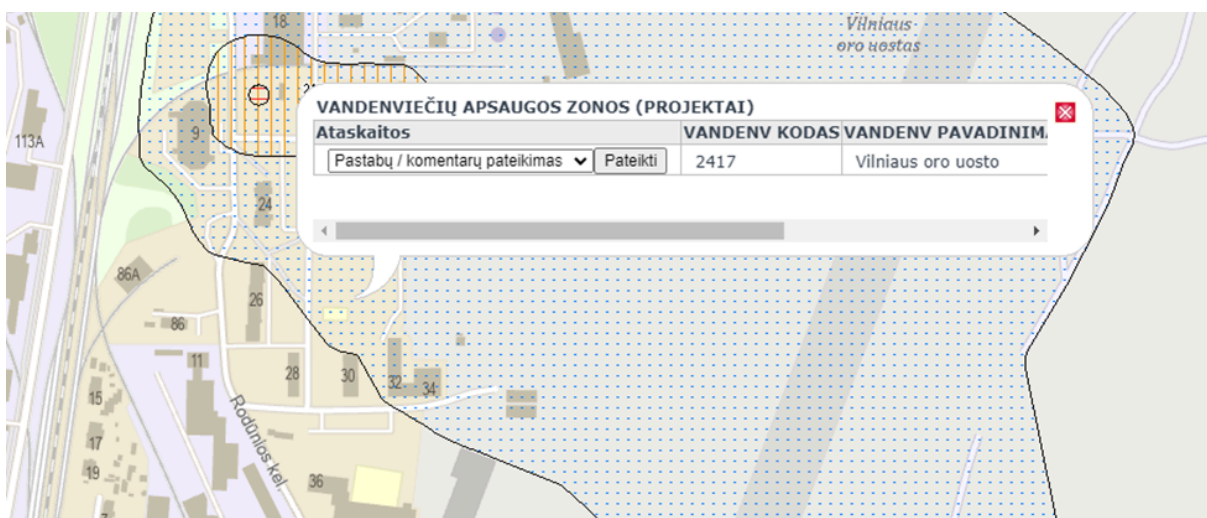 18
Vilniaus
oro uostas
113A
9
VANDENVIEČIŲ APSAUGOS ZONOS (PROJEKTAI)
Ataskaitos VANDENV KODAS VANDENV PAVADINIM
Pastabų / komentarų pateikimas Pateikti 2417 Vilniaus oro uosto
24
86A
26
86
11
28
30
32
34
15
Rodūnios kel.
17
19
36